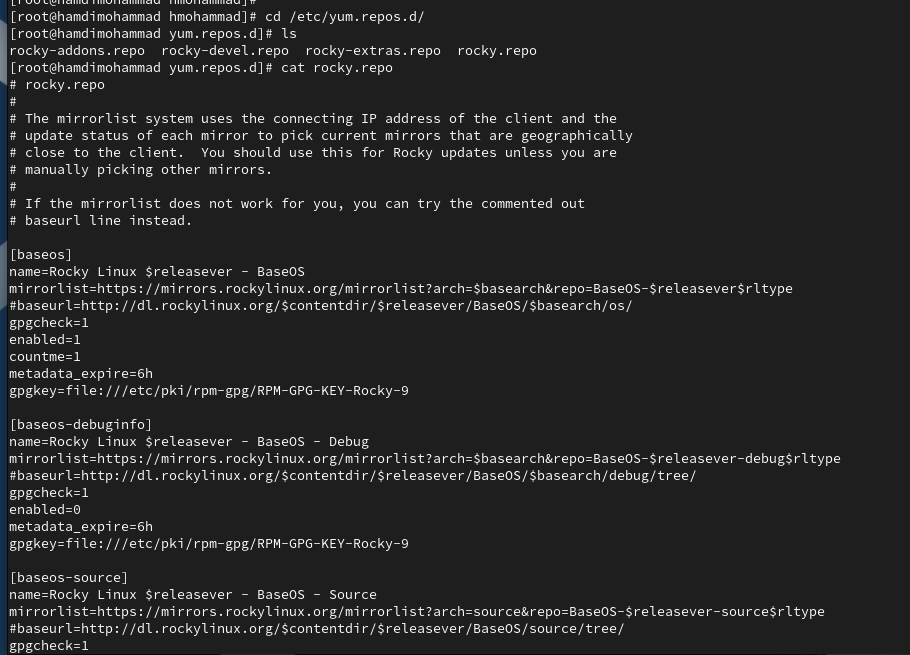 [root@hamdimohammad hmohammad]#
[root@hamdimohammad hmohammad]# cd /etc/yum.repos.d/
[root@hamdimohammad yum.repos.d]# ls
rocky-addons.repo  rocky-devel.repo  rocky-extras.repo  rocky.repo
[root@hamdimohammad yum.repos.d]# cat rocky.repo
# rocky.repo
#
# The mirrorlist system uses the connecting IP address of the client and the
# update status of each mirror to pick current mirrors that are geographically
# close to the client.  You should use this for Rocky updates unless you are
# manually picking other mirrors.
#
# If the mirrorlist does not work for you, you can try the commented out
# baseurl line instead.

[baseos]
name=Rocky Linux $releasever - BaseOS
mirrorlist=https://mirrors.rockylinux.org/mirrorlist?arch=$basearch&repo=BaseOS-$releasever$rltype
#baseurl=http://dl.rockylinux.org/$contentdir/$releasever/BaseOS/$basearch/os/
gpgcheck=1
enabled=1
countme=1
metadata_expire=6h
gpgkey=file:///etc/pki/rpm-gpg/RPM-GPG-KEY-Rocky-9

[baseos-debuginfo]
name=Rocky Linux $releasever - BaseOS - Debug
mirrorlist=https://mirrors.rockylinux.org/mirrorlist?arch=$basearch&repo=BaseOS-$releasever-debug$rltype
#baseurl=http://dl.rockylinux.org/$contentdir/$releasever/BaseOS/$basearch/debug/tree/
gpgcheck=1
enabled=0
metadata_expire=6h
gpgkey=file:///etc/pki/rpm-gpg/RPM-GPG-KEY-Rocky-9

[baseos-source]
name=Rocky Linux $releasever - BaseOS - Source
mirrorlist=https://mirrors.rockylinux.org/mirrorlist?arch=source&repo=BaseOS-$releasever-source$rltype
#baseurl=http://dl.rockylinux.org/$contentdir/$releasever/BaseOS/source/tree/
gpgcheck=1